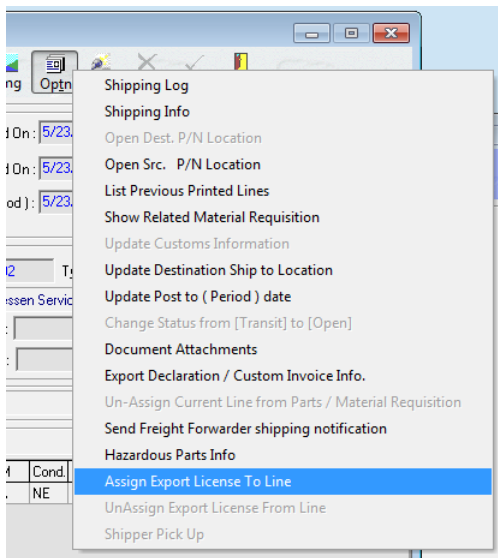 ng Optn
Shipping Log
Shipping Info
d On : 5/23/
Open Dest. P/N Location
d On : 5/23/
Open Src. P/N Location
List Previous Printed Lines
od ) : 5/23/
Show Related Material Requisition
Update Customs Information
02 Ty
Update Destination Ship to Location
essen Servic
Update Post to ( Period ) date
:
Change Status from [Transit] to [Open]
Document Attachments
:
Export Declaration / Custom Invoice Info.
Un-Assign Current Line from Parts / Material Requisition
Send Freight Forwarder shipping notification
Hazardous Parts Info
M Cond.
Assign Export License To Line
. NE
UnAssign Export License From Line
Shipper Pick Up